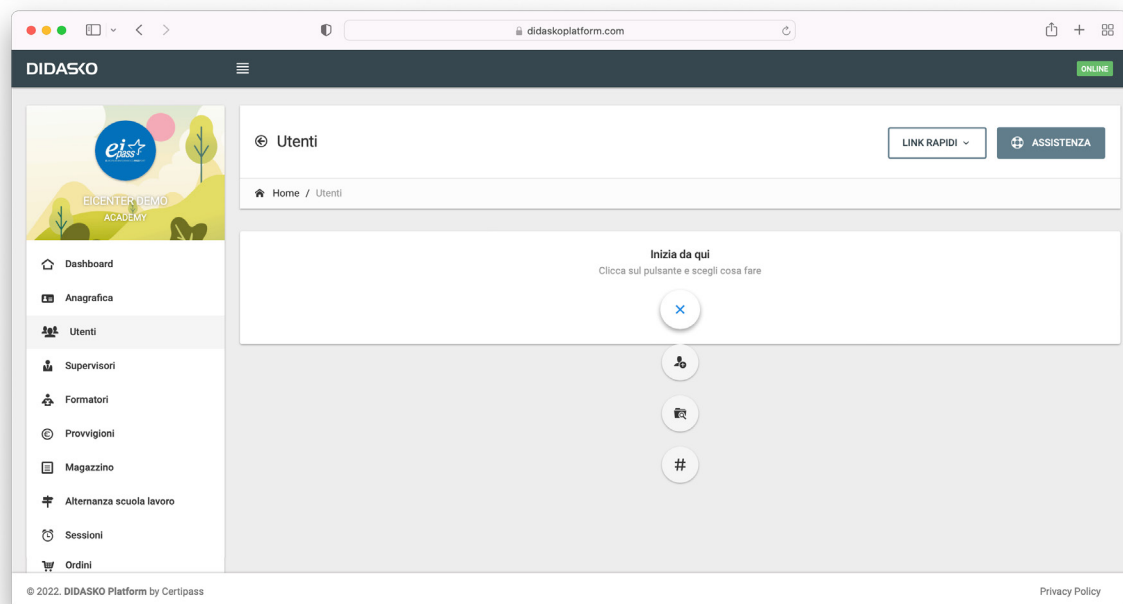 didaskoplatform.com
DIDASKO
ONLINE
eipass
EICENTER DEMO
ACADEMY
Utenti
LINK RAPIDI
ASSISTENZA
Home / Utenti
Inizia da qui
Clicca sul pulsante e scegli cosa fare
#
Dashboard
Anagrafica
Utenti
Supervisori
Formatori
Provvigioni
Magazzino
Alternanza scuola lavoro
Sessioni
Ordini
© 2022. DIDASKO Platform by Certipass
Privacy Policy